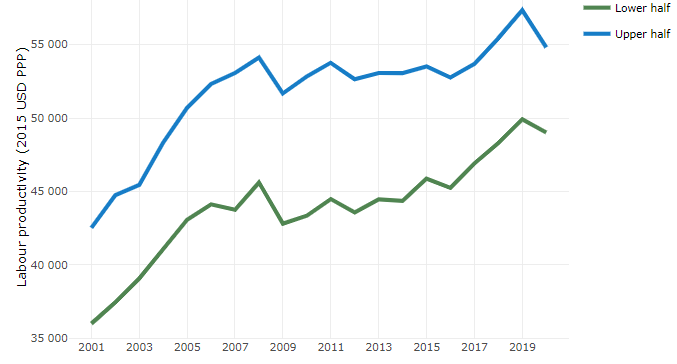 Lower half
Upper half
Labour productivity (2015 USD PPP)
55 000
50 000
45 000
40 000
35 000
2001 2003 2005 2007 2009 2011 2013 2015 2017 2019